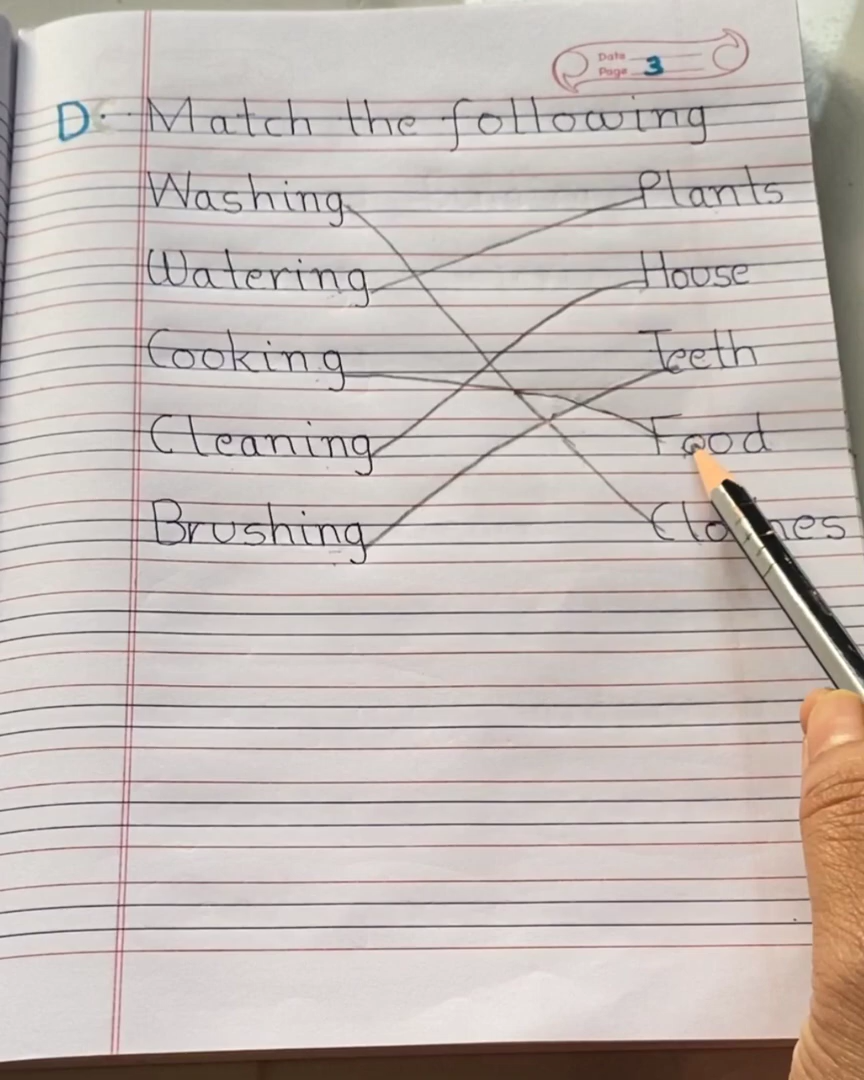 Date
Page 3
D. Match the following
Washing Plants
Watering House
Cooking Teeth
Cleaning Food
Brushing Clothes